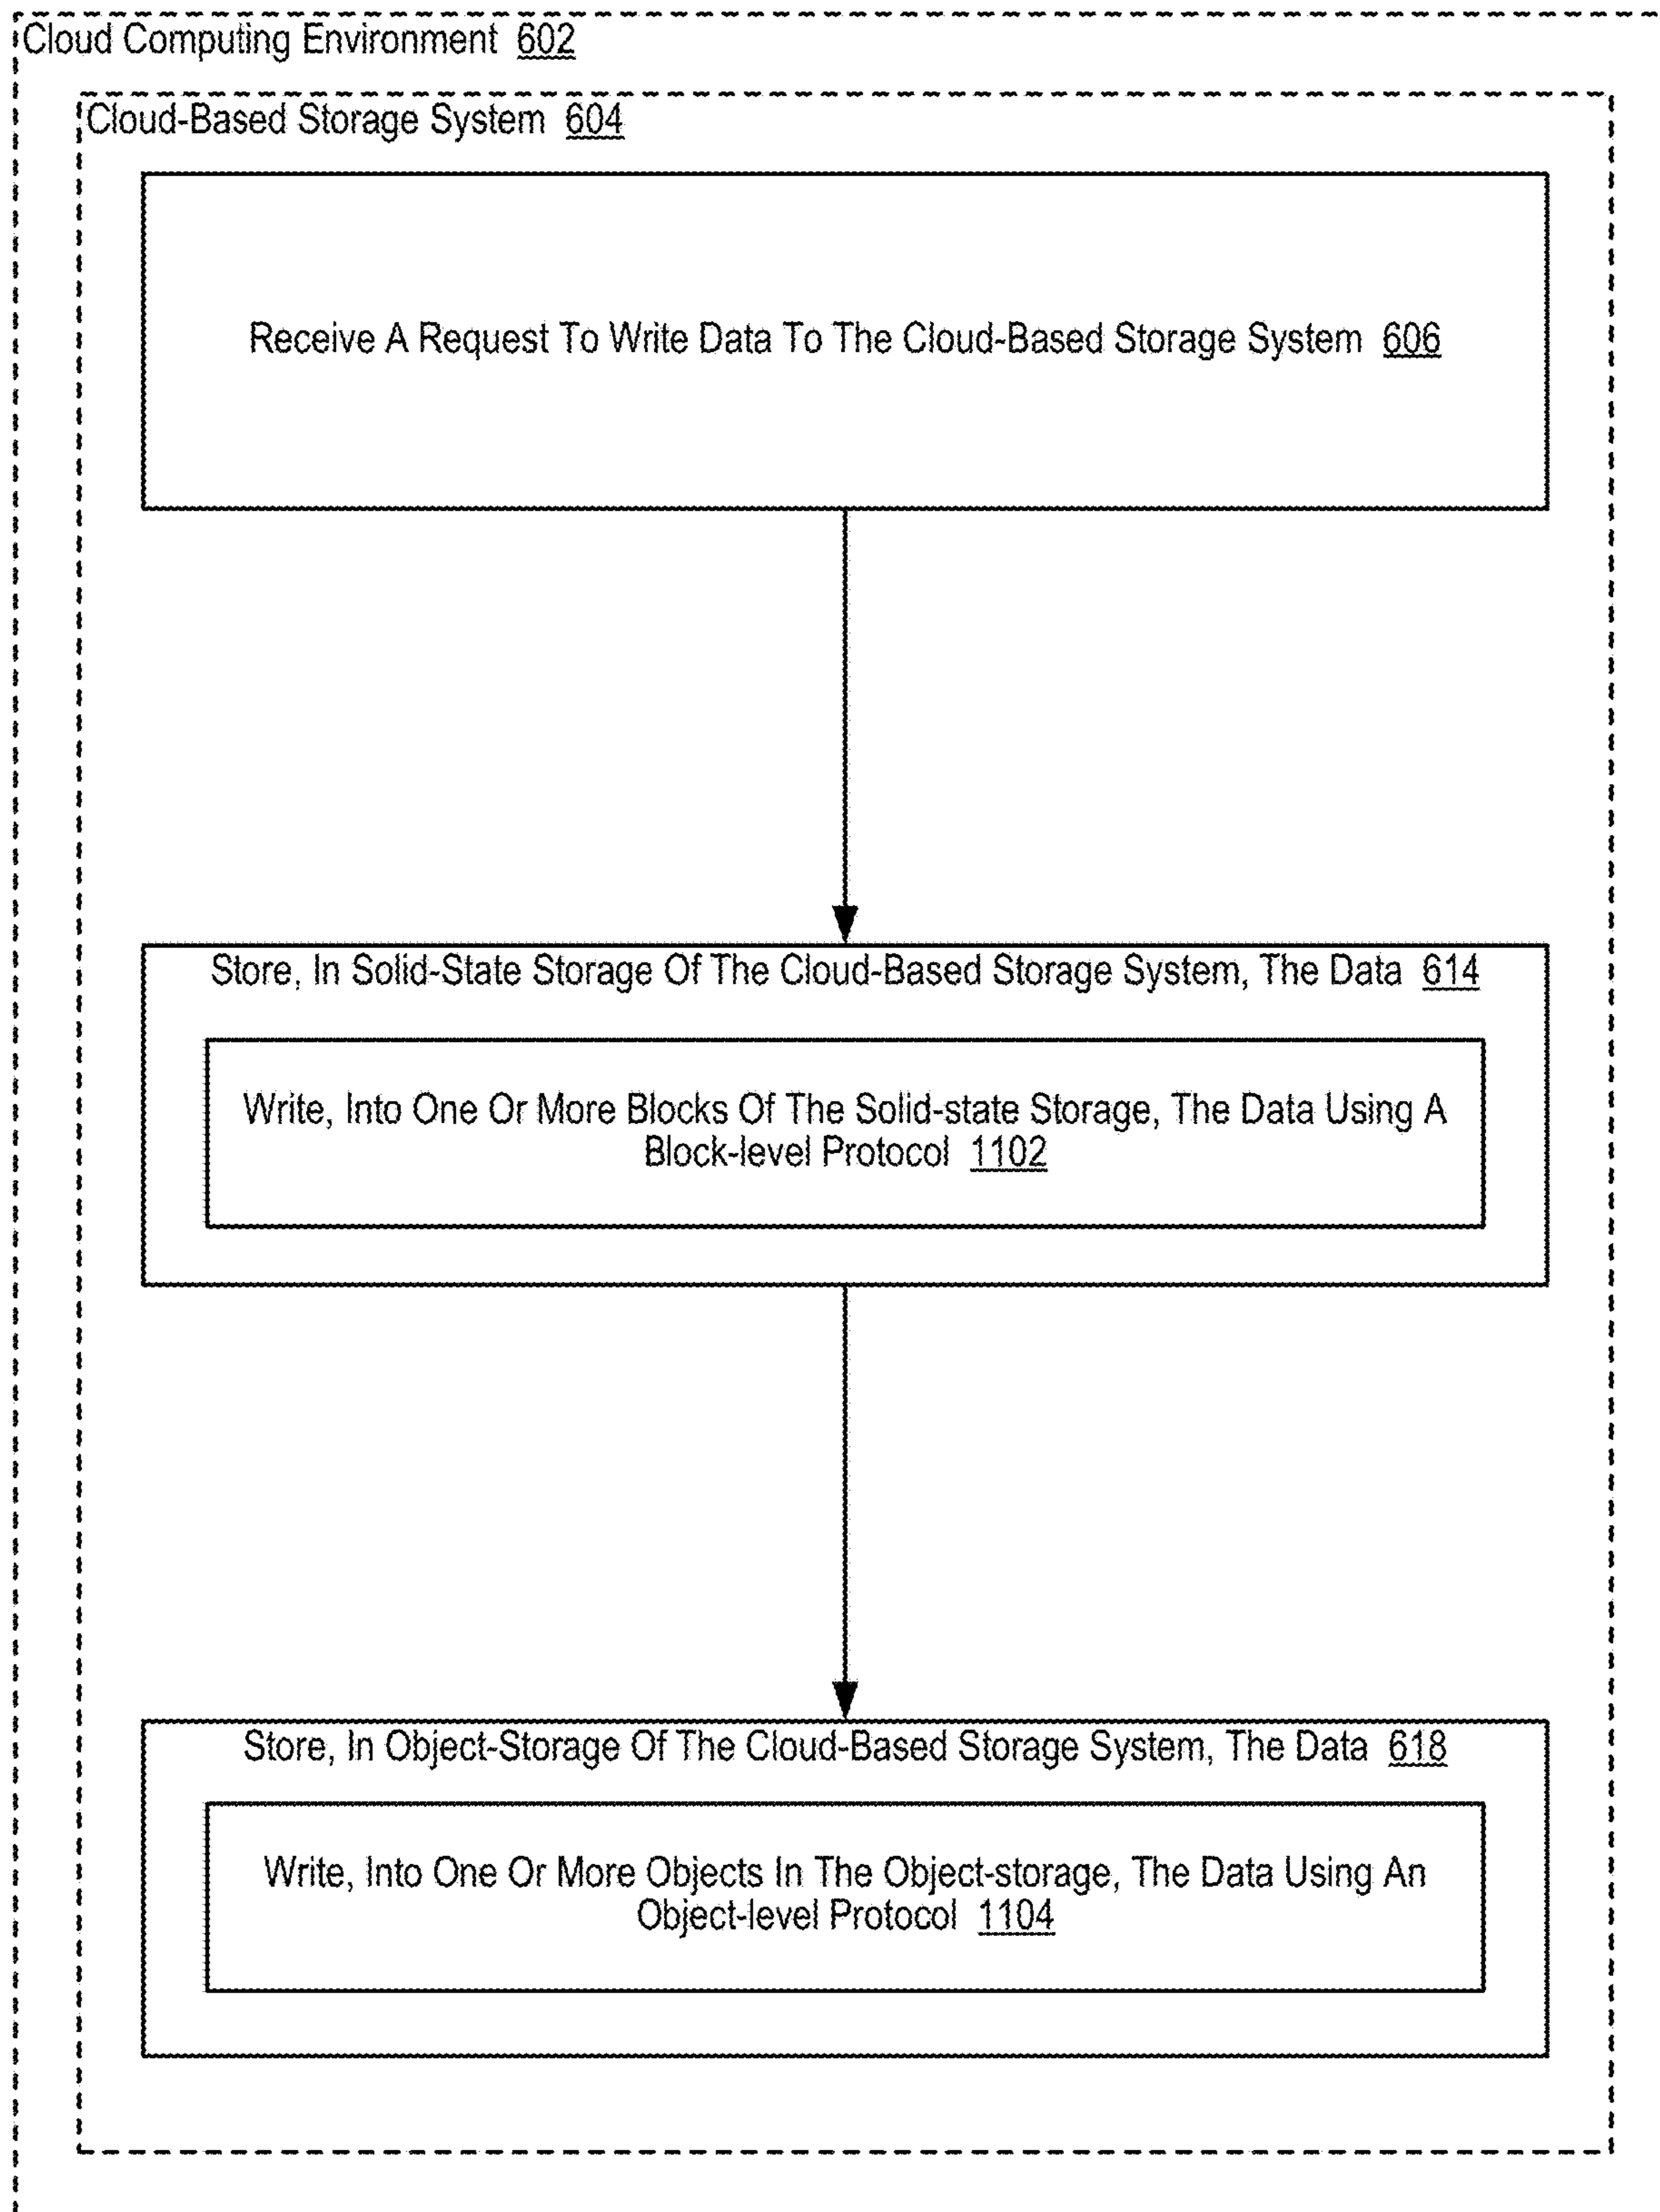 Cloud Computing Environment 602
Cloud-Based Storage System 604
Receive A Request To Write Data To The Cloud-Based Storage System 606
Store, In Solid-State Storage Of The Cloud-Based Storage System, The Data 614
Write, Into One Or More Blocks Of The Solid-state Storage, The Data Using A
Block-level Protocol 1102
Store, In Object-Storage Of The Cloud-Based Storage System, The Data 618
Write, Into One Or More Objects In The Object-storage, The Data Using An
Object-level Protocol 1104